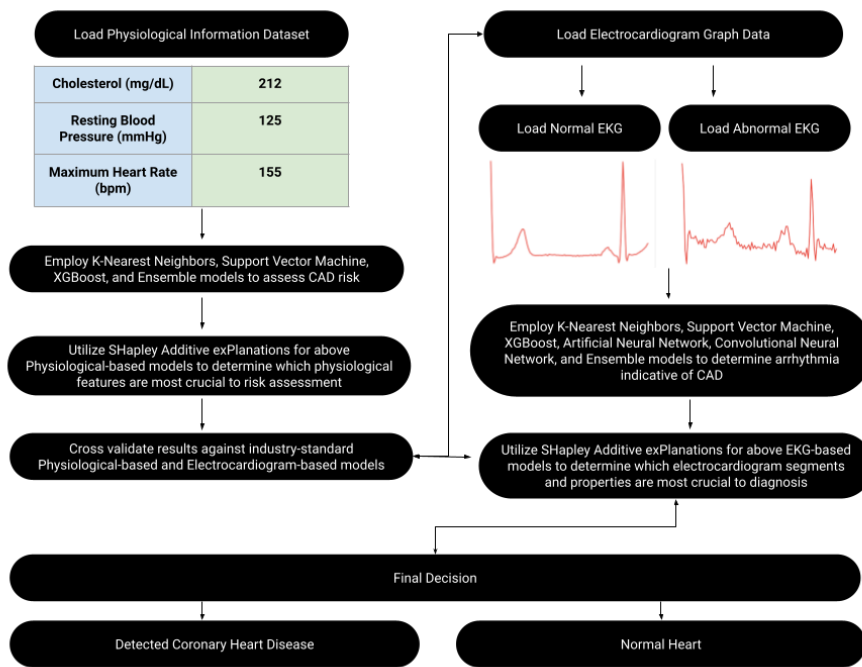 Load Physiological Information Dataset
Cholesterol (mg/dL) 212
Resting Blood
Pressure (mmHg) 125
Maximum Heart Rate
(bpm) 155
Employ K-Nearest Neighbors, Support Vector Machine,
XGBoost, and Ensemble models to assess CAD risk
Utilize SHapley Additive exPlanations for above
Physiological-based models to determine which physiological
features are most crucial to risk assessment
Cross validate results against industry-standard
Physiological-based and Electrocardiogram-based models
Load Electrocardiogram Graph Data
Load Normal EKG
Load Abnormal EKG
Employ K-Nearest Neighbors, Support Vector Machine,
XGBoost, Artificial Neural Network, Convolutional Neural
Network, and Ensemble models to determine arrhythmia
indicative of CAD
Utilize SHapley Additive exPlanations for above EKG-based
models to determine which electrocardiogram segments
and properties are most crucial to diagnosis
Final Decision
Detected Coronary Heart Disease
Normal Heart